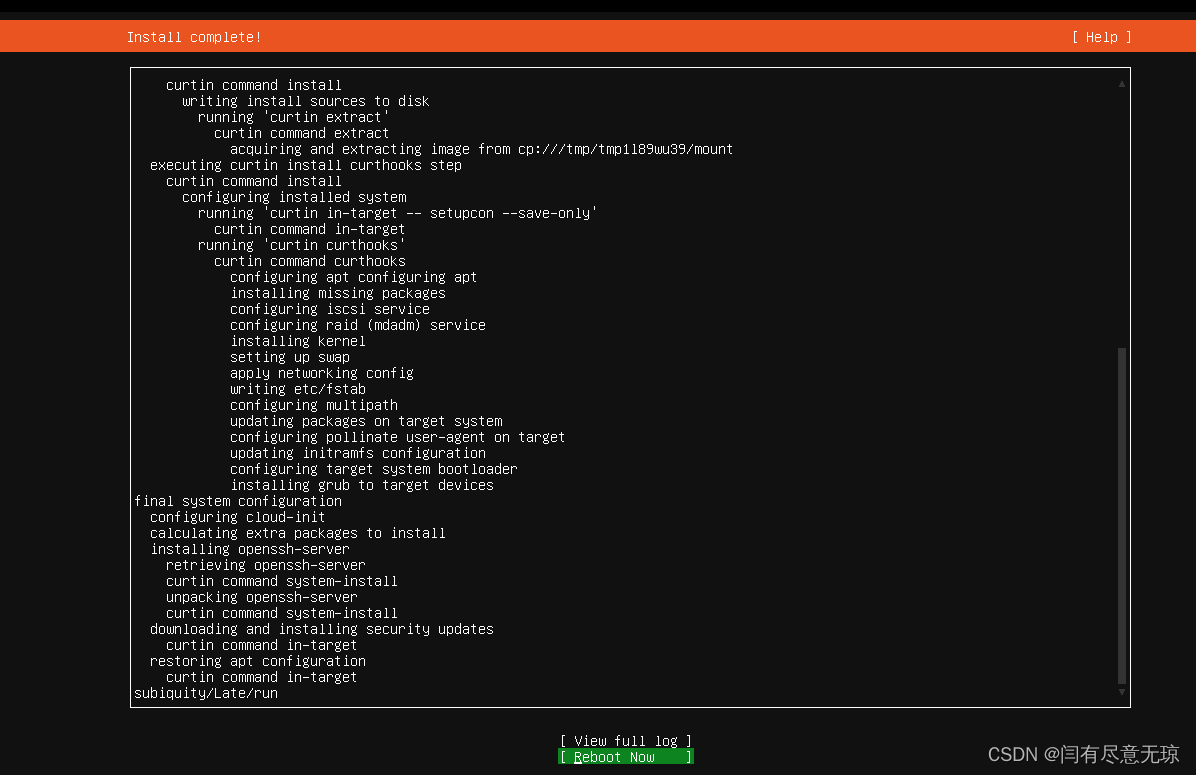 Install complete!
[ Help ]
curtin command install
writing install sources to disk
running 'curtin extract'
curtin command extract
acquiring and extracting image from cp:///tmp/tmp1l89wu39/mount
executing curtin install curthooks step
curtin command install
configuring installed system
running 'curtin in-target -- setupcon --save-only'
curtin command in-target
running 'curtin curthooks'
curtin command curthooks
configuring apt configuring apt
installing missing packages
configuring iscsi service
configuring raid (mdadm) service
installing kernel
setting up swap
apply networking config
writing etc/fstab
configuring multipath
updating packages on target system
configuring pollinate user-agent on target
updating initramfs configuration
configuring target system bootloader
installing grub to target devices
final system configuration
configuring cloud-init
calculating extra packages to install
installing openssh-server
retrieving openssh-server
curtin command system-install
unpacking openssh-server
curtin command system-install
downloading and installing security updates
curtin command in-target
restoring apt configuration
curtin command in-target
subiquity/Late/run
[ View full log ]
[ Reboot Now ]
CSDN @闫有尽意无琼